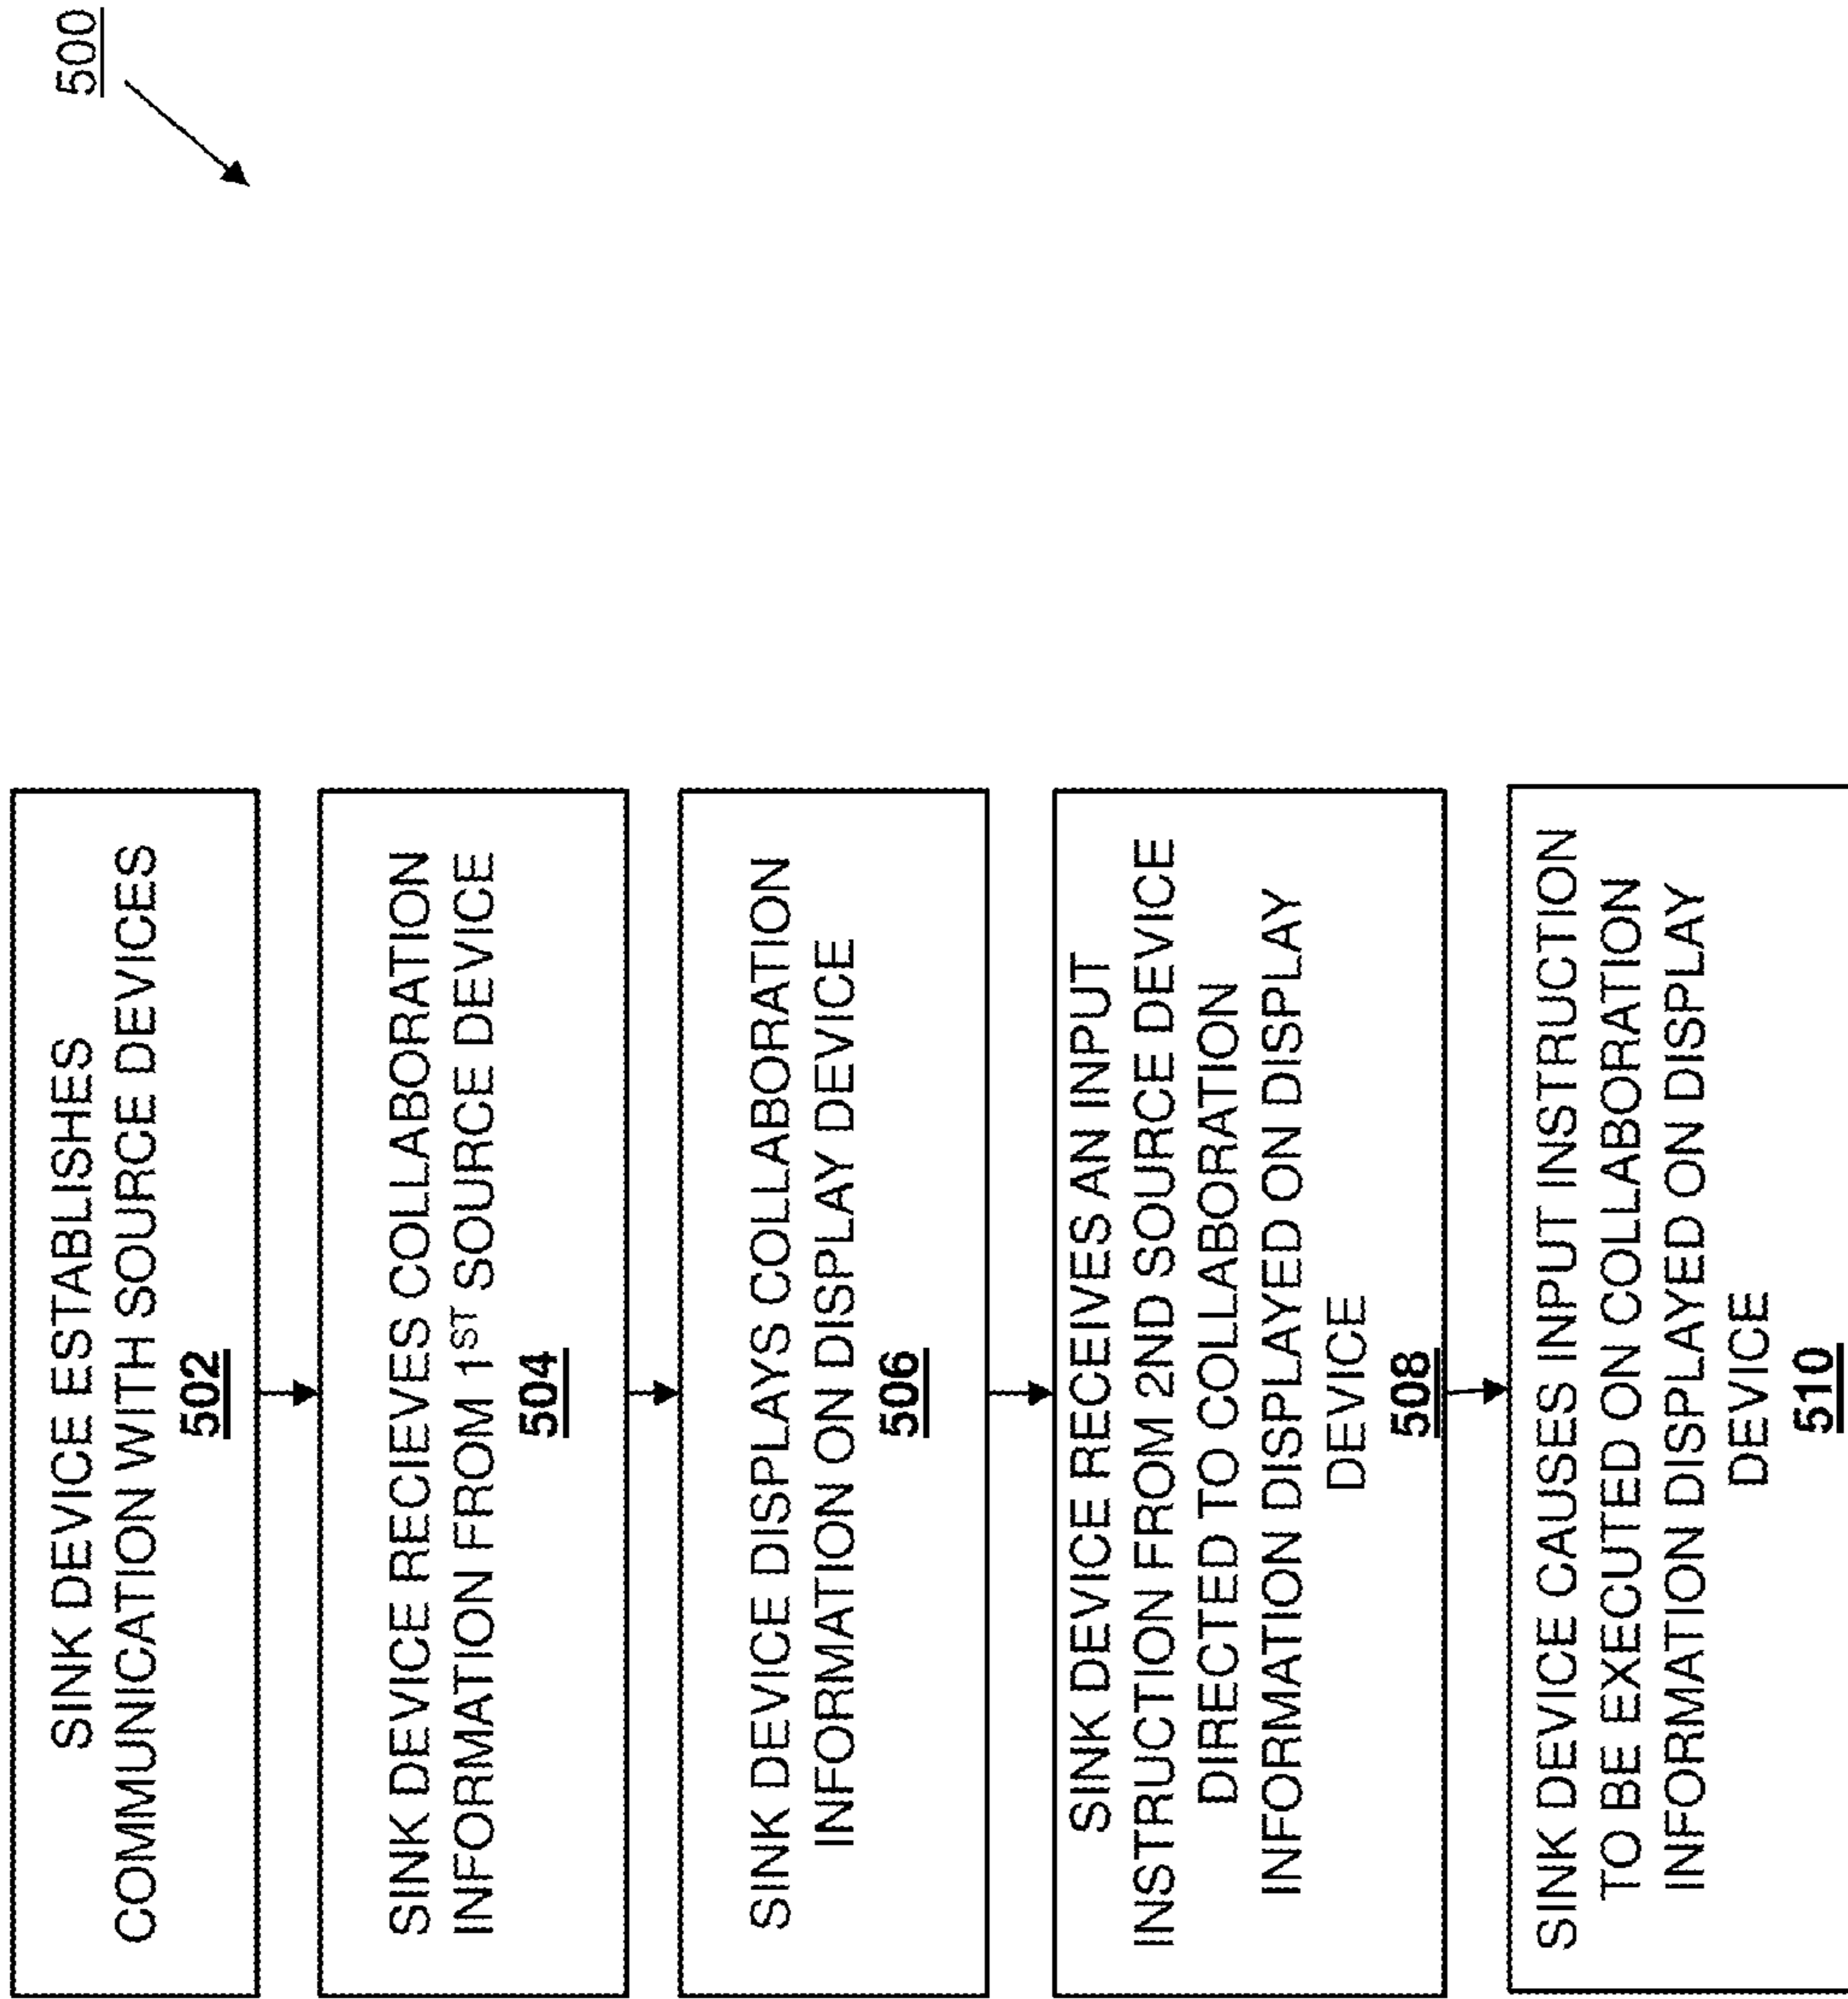 500
SINK DEVICE ESTABLISHES
COMMUNICATION WITH SOURCE DEVICES
502
SINK DEVICE RECIEVES COLLABORATION
INFORMATION FROM 1ST SOURCE DEVICE
504
SINK DEVICE DISPLAYS COLLABORATION
INFORMATION ON DISPLAY DEVICE
506
SINK DEVICE RECEIVES AN INPUT
INSTRUCTION FROM 2ND SOURCE DEVICE
DIRECTED TO COLLABORATION
INFORMATION DISPLAYED ON DISPLAY
DEVICE
508
SINK DEVICE CAUSES INPUT INSTRUCTION
TO BE EXECUTED ON COLLABORATION
INFORMATION DISPLAYED ON DISPLAY
DEVICE
510